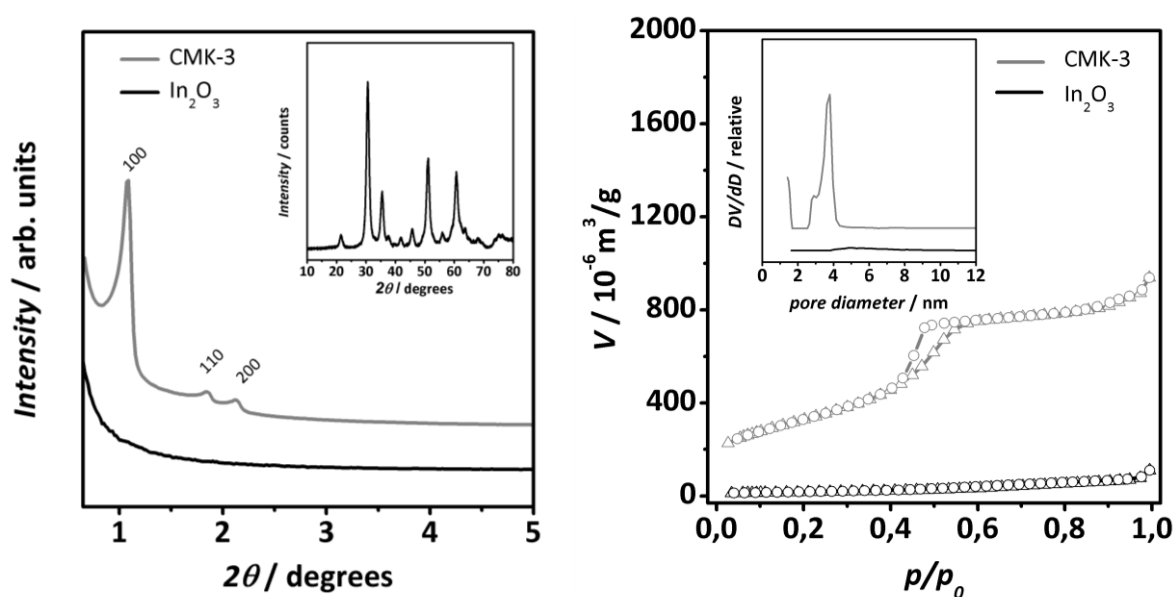 Intensity / arb. units
CMK-3
In₂O₃
100
110
200
1
2
3
4
5
2θ / degrees
Intensity / counts
10 20 30 40 50 60 70 80
2θ / degrees
V / 10⁻⁶ m³/g
2000
1600
1200
800
400
0
CMK-3
In₂O₃
DV/dD / relative
0 2 4 6 8 10 12
pore diameter / nm
0,0 0,2 0,4 0,6 0,8 1,0
p/p₀